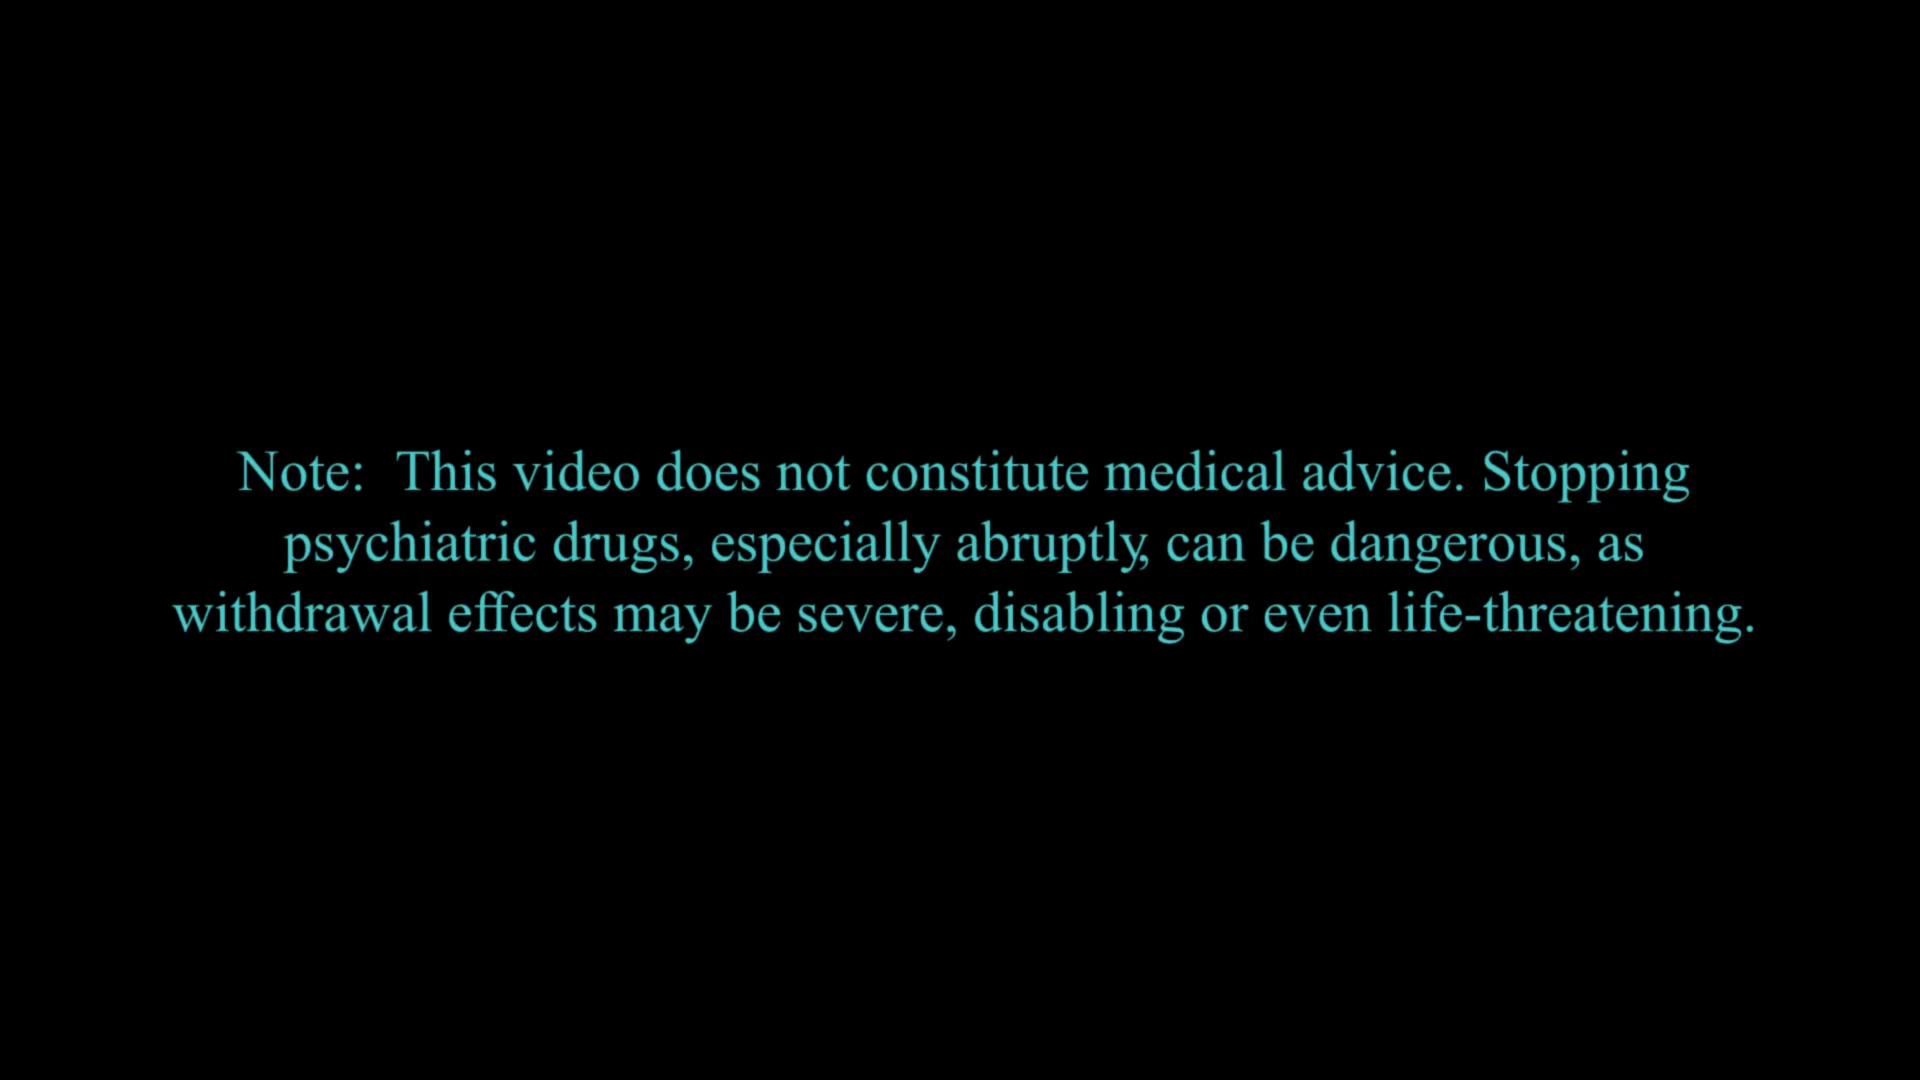 Note:  This video does not constitute medical advice. Stopping
psychiatric drugs, especially abruptly, can be dangerous, as
withdrawal effects may be severe, disabling or even life-threatening.